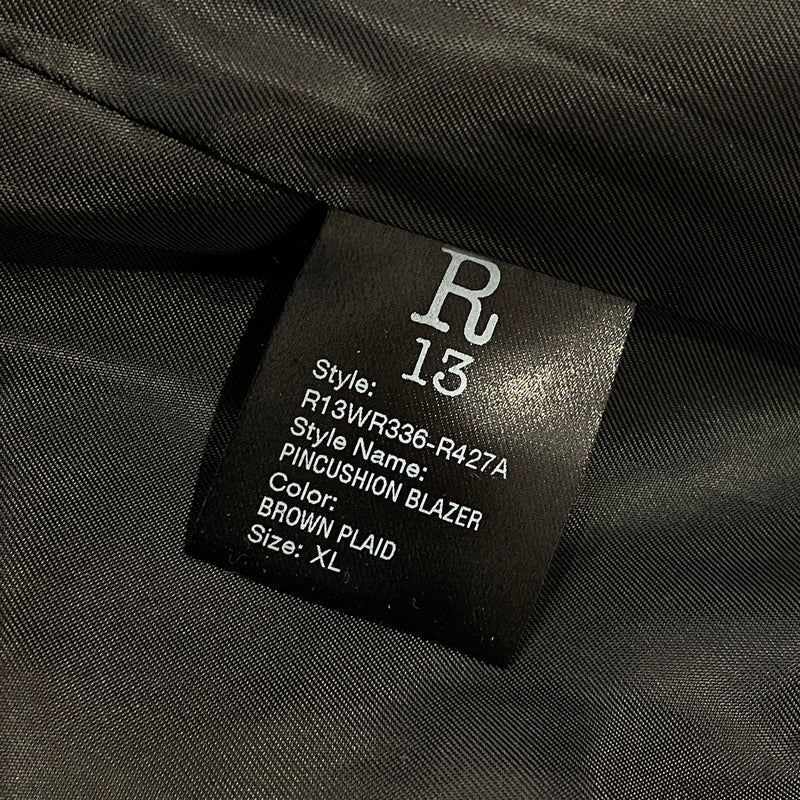 R
13
Style:
R13WR336-R427A
Style Name:
PINCUSHION BLAZER
Color:
BROWN PLAID
Size: XL